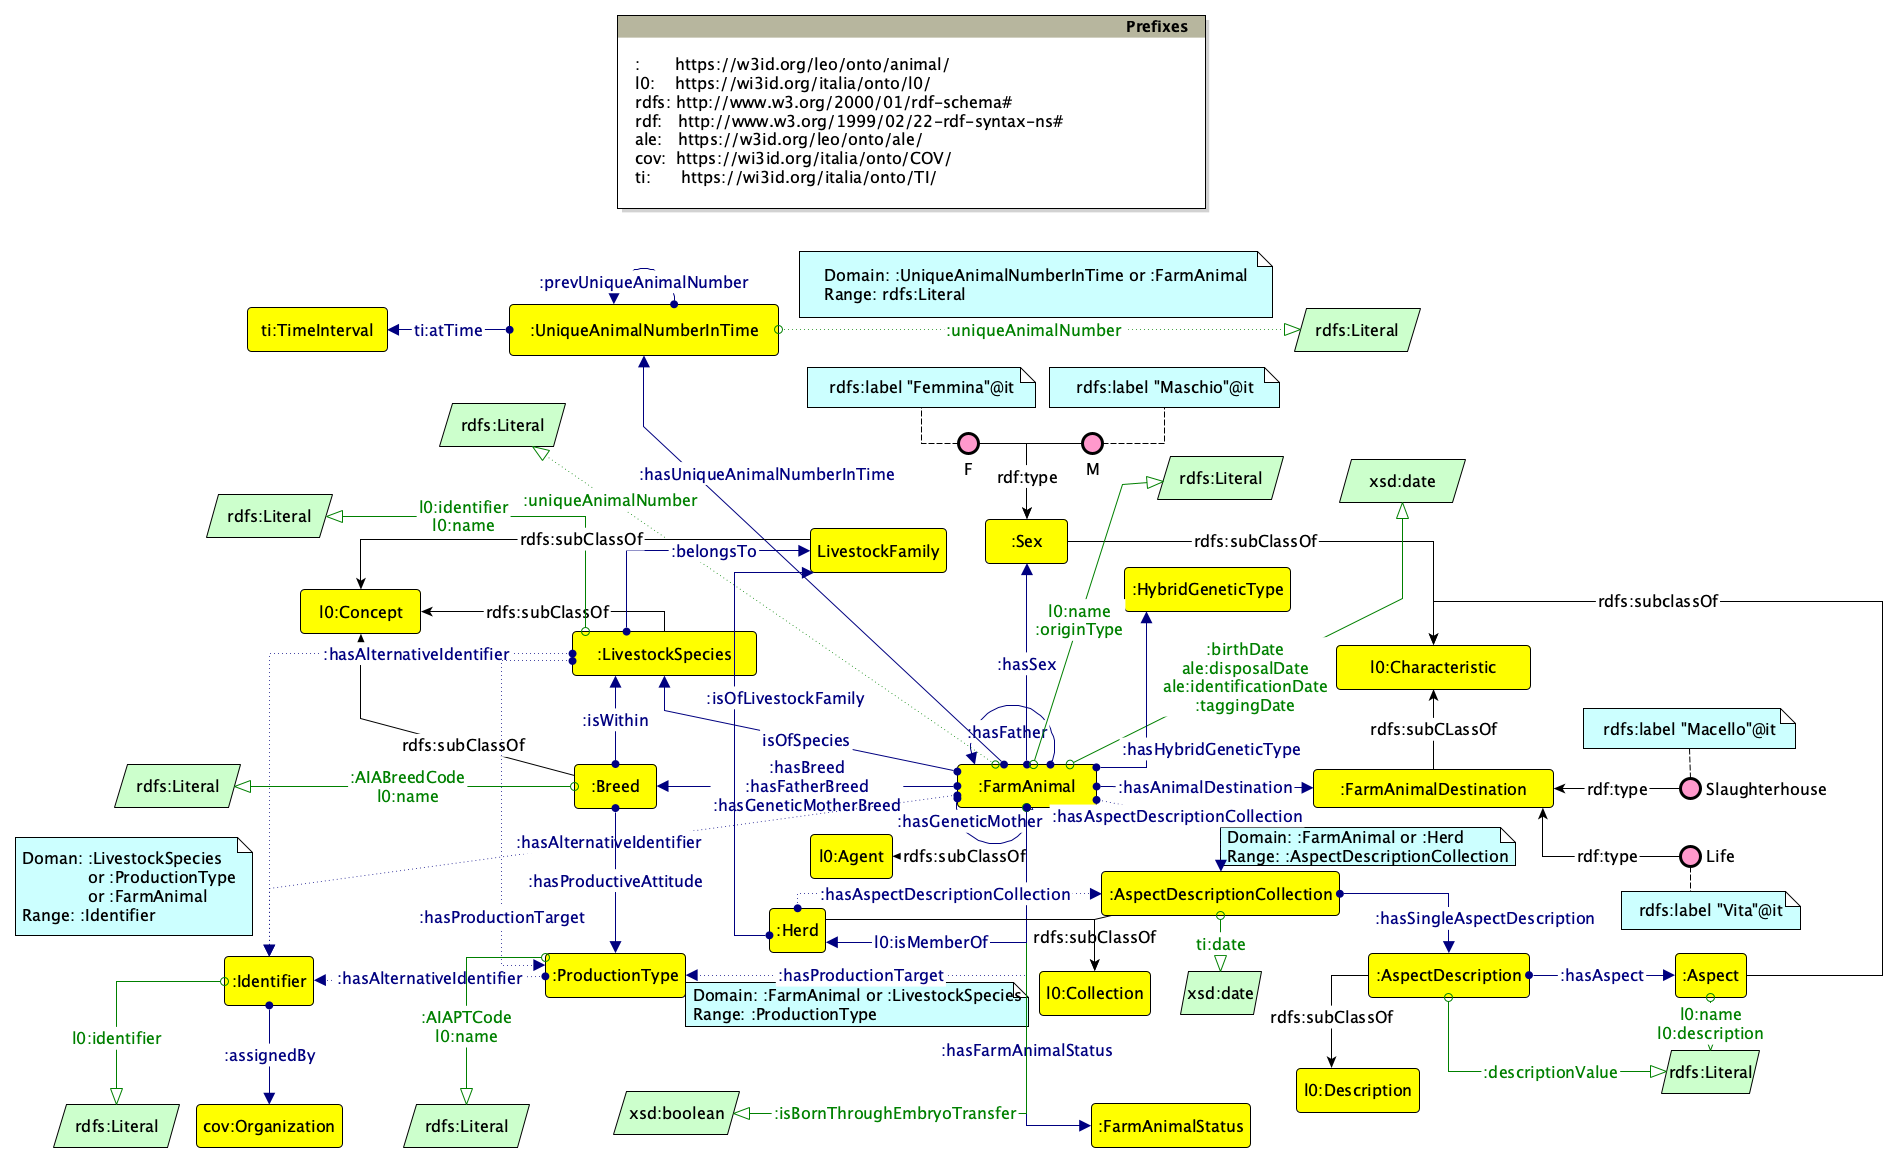 Prefixes
: https://w3id.org/leo/onto/animal/
l0: https://wi3id.org/italia/onto/l0/
rdfs: http://www.w3.org/2000/01/rdf-schema#
rdf: http://www.w3.org/1999/02/22-rdf-syntax-ns#
ale: https://w3id.org/leo/onto/ale/
cov: https://wi3id.org/italia/onto/COV/
ti: https://wi3id.org/italia/onto/TI/
:prevUniqueAnimalNumber
Domain: :UniqueAnimalNumberInTime or :FarmAnimal
Range: rdfs:Literal
ti:TimeInterval
ti:atTime
:UniqueAnimalNumberInTime
:uniqueAnimalNumber
rdfs:Literal
rdfs:label "Femmina"@it
rdfs:label "Maschio"@it
rdfs:Literal
F
M
rdf:type
:hasUniqueAnimalNumberInTime
rdfs:Literal
xsd:date
:uniqueAnimalNumber
rdfs:Literal
l0:identifier
l0:name
rdfs:subClassOf
:belongsTo
LivestockFamily
:Sex
rdfs:subClassOf
:HybridGeneticType
l0:Concept
rdfs:subClassOf
l0:name
:originType
rdfs:subclassOf
:hasAlternativeIdentifier
:LivestockSpecies
:hasSex
:birthDate
ale:disposalDate
ale:identificationDate
:taggingDate
l0:Characteristic
:isOfLivestockFamily
:isWithin
rdfs:subClassOf
isOfSpecies
:hasFather
:hasHybridGeneticType
rdfs:subCLassOf
rdfs:label "Macello"@it
rdfs:Literal
:AIABreedCode
l0:name
:Breed
:hasBreed
:hasFatherBreed
:hasGeneticMotherBreed
:FarmAnimal
:hasAnimalDestination
:FarmAnimalDestination
rdf:type
Slaughterhouse
:hasGeneticMother
:hasAspectDescriptionCollection
Doman: :LivestockSpecies
or :ProductionType
or :FarmAnimal
Range: :Identifier
:hasAlternativeIdentifier
l0:Agent
rdfs:subClassOf
Domain: :FarmAnimal or :Herd
Range: :AspectDescriptionCollection
rdf:type
Life
:hasProductiveAttitude
:hasAspectDescriptionCollection
:AspectDescriptionCollection
rdfs:label "Vita"@it
:hasProductionTarget
:Herd
l0:isMemberOf
rdfs:subClassOf
ti:date
:hasSingleAspectDescription
:Identifier
:hasAlternativeIdentifier
:ProductionType
:hasProductionTarget
l0:Collection
xsd:date
:AspectDescription
:hasAspect
:Aspect
Domain: :FarmAnimal or :LivestockSpecies
Range: :ProductionType
:AIAPTCode
l0:name
rdfs:subClassOf
l0:name
l0:description
l0:identifier
:assignedBy
:hasFarmAnimalStatus
:descriptionValue
rdfs:Literal
l0:Description
rdfs:Literal
cov:Organization
rdfs:Literal
xsd:boolean
:isBornThroughEmbryoTransfer
:FarmAnimalStatus